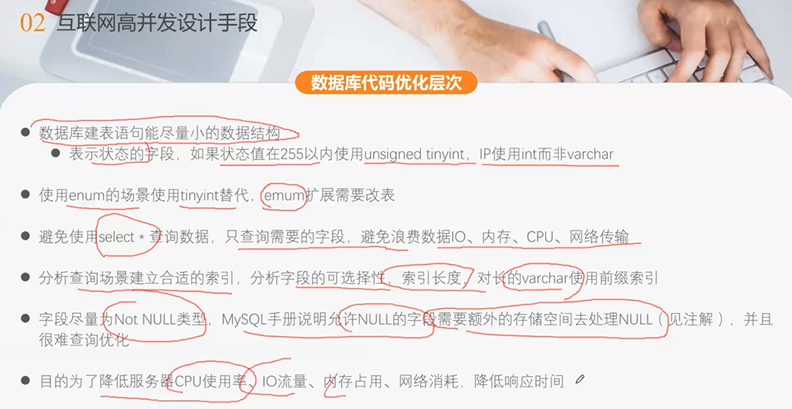 02 互联网高并发设计手段
数据库代码优化层次
数据库建表语句能尽量小的数据结构
表示状态的字段，如果状态值在255以内使用unsigned tinyint，IP使用int而非varchar
使用enum的场景使用tinyint替代，emum扩展需要改表
避免使用select * 查询数据，只查询需要的字段，避免浪费数据IO、内存、CPU、网络传输
分析查询场景建立合适的索引，分析字段的可选择性，索引长度，对长的varchar使用前缀索引
字段尽量为Not NULL类型，MySQL手册说明允许NULL的字段需要额外的存储空间去处理NULL（见注解），并且
很难查询优化
目的为了降低服务器CPU使用率、IO流量、内存占用、网络消耗，降低响应时间